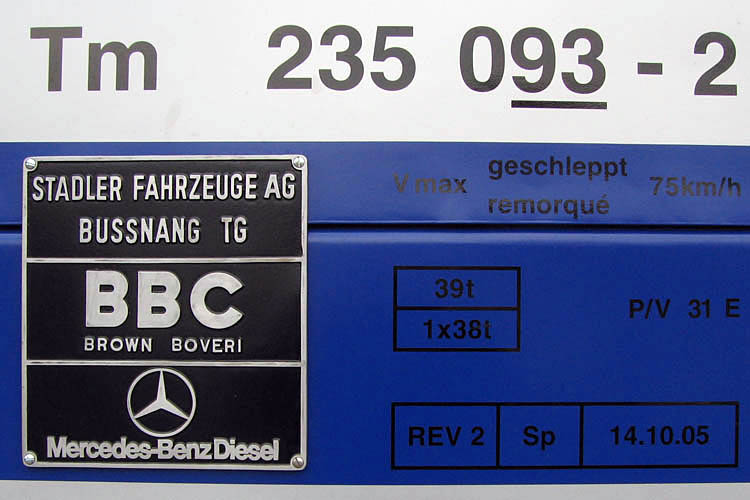 Tm 235 093 - 2
STADLER FAHRZEUGE AG
BUSSNANG TG
BBC
BROWN BOVERI
Mercedes-Benz Diesel
V max geschleppt 75km/h
remorqué
39t
1x38t
P/V 31 E
REV 2 Sp 14.10.05